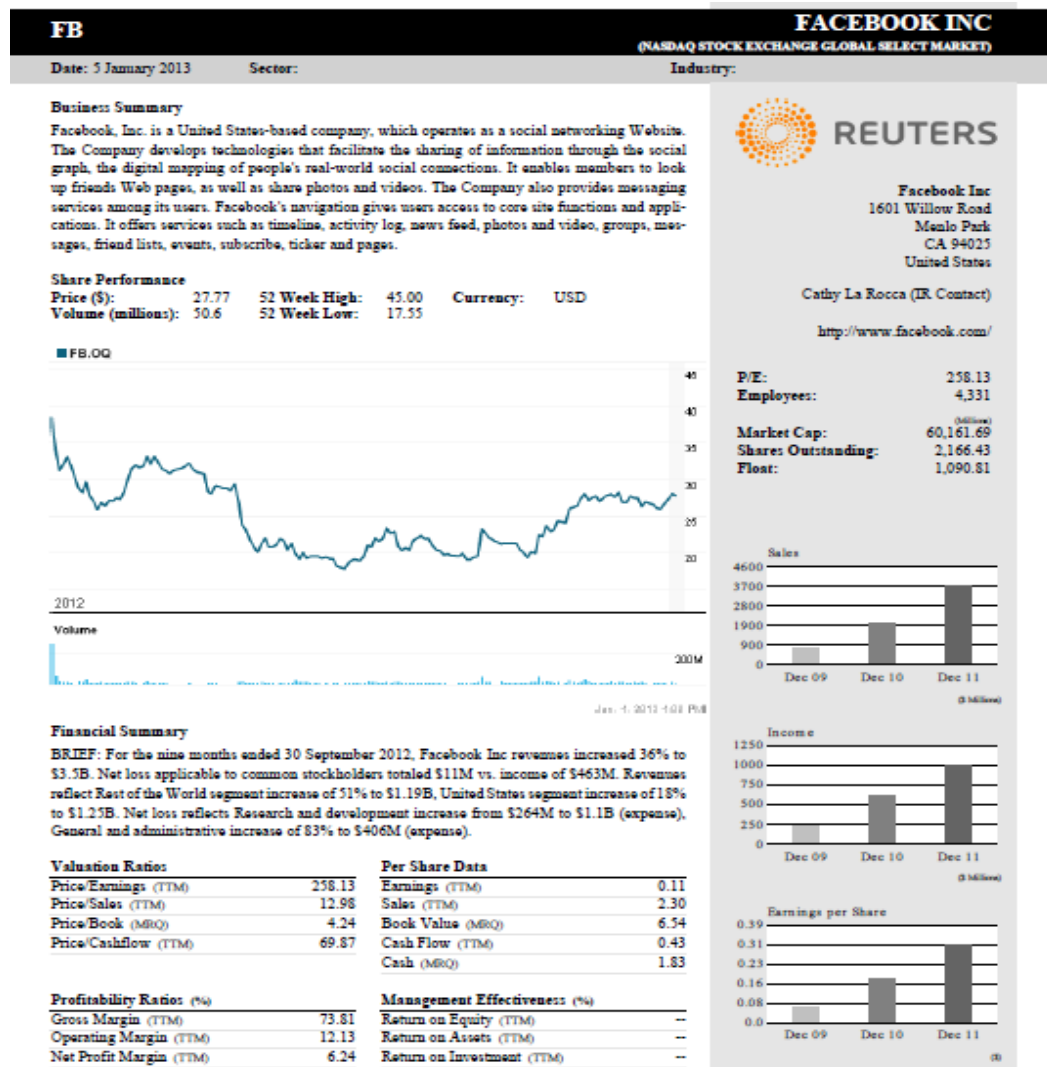 FB
FACEBOOK INC
(NASDAQ STOCK EXCHANGE GLOBAL SELECT MARKET)
Date: 5 January 2013 Sector: Industry:
Business Summary
Facebook, Inc. is a United States-based company, which operates as a social networking Website.
The Company develops technologies that facilitate the sharing of information through the social
graph, the digital mapping of people's real-world social connections. It enables members to look
up friends Web pages, as well as share photos and videos. The Company also provides messaging
services among its users. Facebook's navigation gives users access to core site functions and appli-
cations. It offers services such as timeline, activity log, news feed, photos and video, groups, mes-
sages, friend lists, events, subscribe, ticker and pages.
Share Performance
Price ($): 27.77 52 Week High: 45.00 Currency: USD
Volume (millions): 50.6 52 Week Low: 17.55
FB.OQ
45
40
35
30
25
20
2012
Volume
200M
Jan. 4, 2013 4:03 PM
Financial Summary
BRIEF: For the nine months ended 30 September 2012, Facebook Inc revenues increased 36% to
$3.5B. Net loss applicable to common stockholders totaled $11M vs. income of $463M. Revenues
reflect Rest of the World segment increase of 51% to $1.19B, United States segment increase of 18%
to $1.25B. Net loss reflects Research and development increase from $264M to $1.1B (expense),
General and administrative increase of 83% to $406M (expense).
Valuation Ratios
Price/Earnings (TTM) 258.13
Price/Sales (TTM) 12.98
Price/Book (MRQ) 4.24
Price/Cashflow (TTM) 69.87
Per Share Data
Earnings (TTM) 0.11
Sales (TTM) 2.30
Book Value (MRQ) 6.54
Cash Flow (TTM) 0.43
Cash (MRQ) 1.83
Profitability Ratios (%)
Gross Margin (TTM) 73.81
Operating Margin (TTM) 12.13
Net Profit Margin (TTM) 6.24
Management Effectiveness (%)
Return on Equity (TTM) --
Return on Assets (TTM) --
Return on Investment (TTM) --
REUTERS
Facebook Inc
1601 Willow Road
Menlo Park
CA 94025
United States
Cathy La Rocca (IR Contact)
http://www.facebook.com/
P/E: 258.13
Employees: 4,331
(Millions)
Market Cap: 60,161.69
Shares Outstanding: 2,166.43
Float: 1,090.81
Sales
4600
3700
2800
1900
900
0
Dec 09 Dec 10 Dec 11
($ Millions)
Income
1250
1000
750
500
250
0
Dec 09 Dec 10 Dec 11
($ Millions)
Earnings per Share
0.39
0.31
0.23
0.16
0.08
0.0
Dec 09 Dec 10 Dec 11
($)